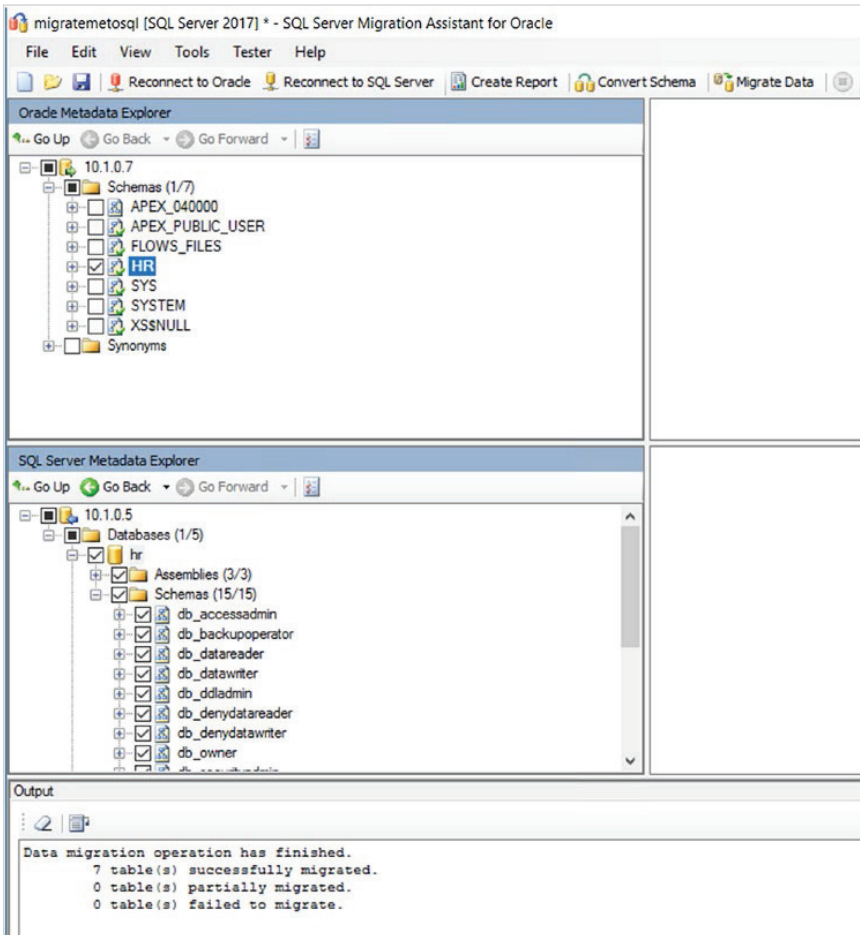 migratemetosql [SQL Server 2017] * - SQL Server Migration Assistant for Oracle
File Edit View Tools Tester Help
Reconnect to Oracle Reconnect to SQL Server Create Report Convert Schema Migrate Data
Oracle Metadata Explorer
Go Up Go Back Go Forward
10.1.0.7
Schemas (1/7)
APEX_040000
APEX_PUBLIC_USER
FLOWS_FILES
HR
SYS
SYSTEM
XS$NULL
Synonyms
SQL Server Metadata Explorer
Go Up Go Back Go Forward
10.1.0.5
Databases (1/5)
hr
Assemblies (3/3)
Schemas (15/15)
db_accessadmin
db_backupoperator
db_datareader
db_datawriter
db_ddladmin
db_denydatareader
db_denydatawriter
db_owner
Output
Data migration operation has finished.
7 table(s) successfully migrated.
0 table(s) partially migrated.
0 table(s) failed to migrate.